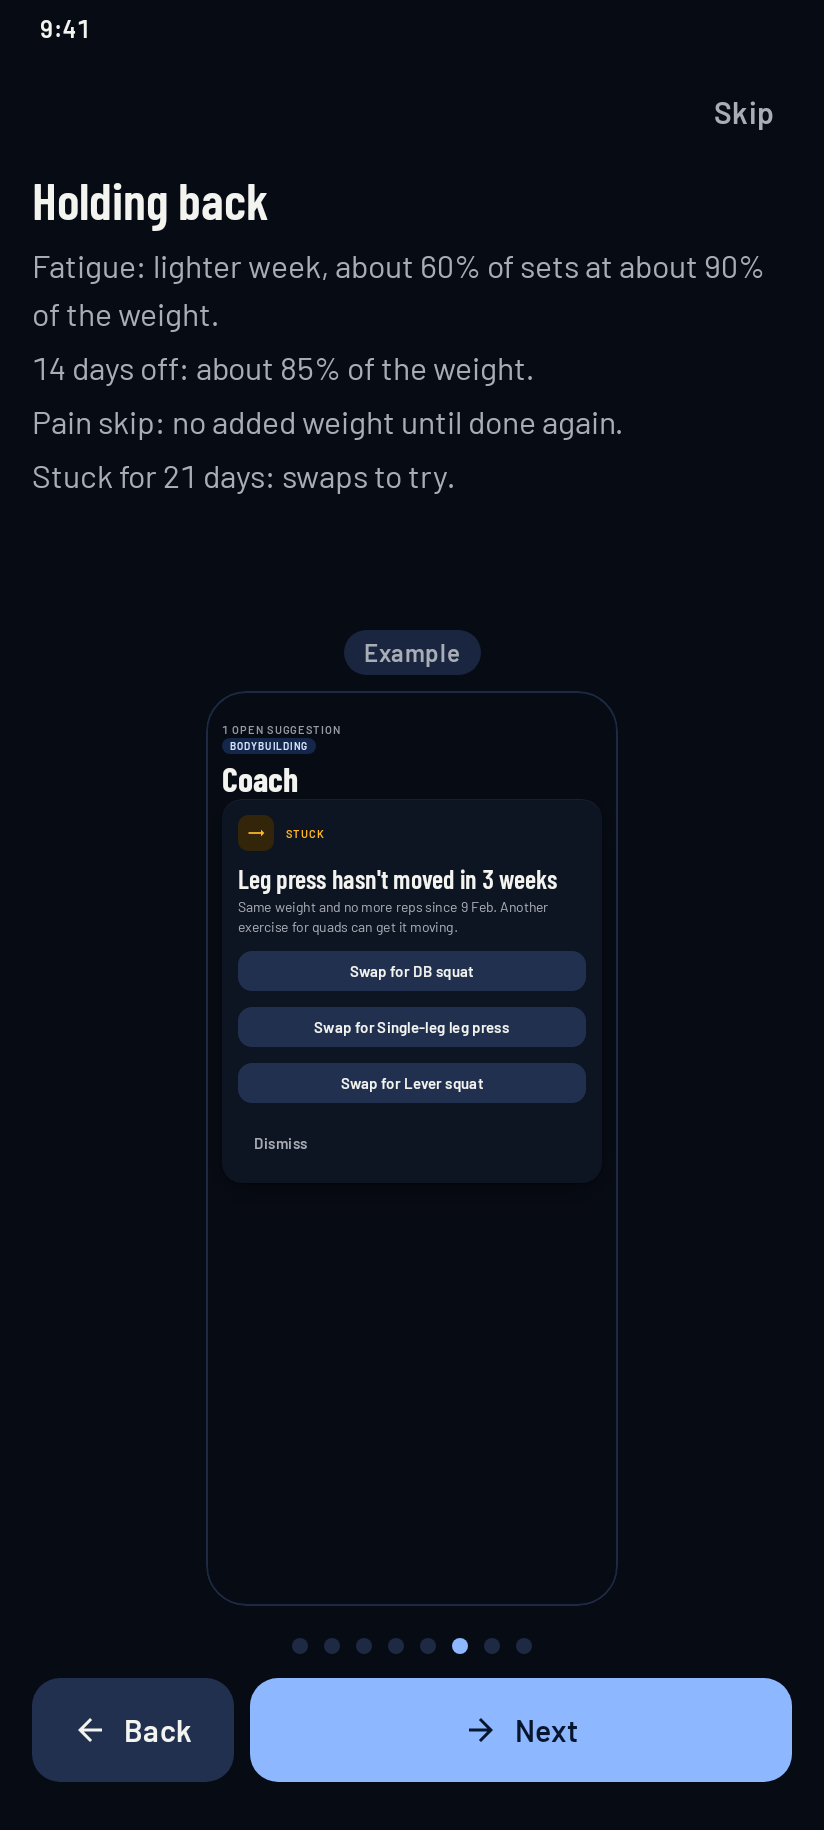 9:41
Skip
Holding back
Fatigue: lighter week, about 60% of sets at about 90%
of the weight.
14 days off: about 85% of the weight.
Pain skip: no added weight until done again.
Stuck for 21 days: swaps to try.
Example
1 OPEN SUGGESTION
BODYBUILDING
Coach
STUCK
Leg press hasn't moved in 3 weeks
Same weight and no more reps since 9 Feb. Another
exercise for quads can get it moving.
Swap for DB squat
Swap for Single-leg leg press
Swap for Lever squat
Dismiss
Back
Next